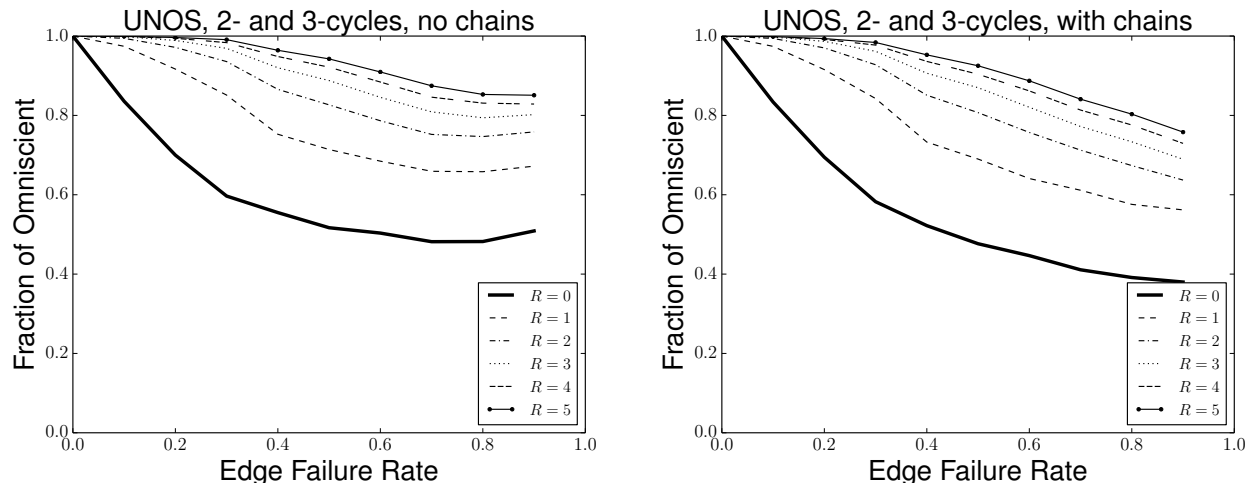 UNOS, 2- and 3-cycles, no chains
1.0
0.8
0.6
0.4
0.2
0.0
Fraction of Omniscient
R = 0
R = 1
R = 2
R = 3
R = 4
R = 5
0.0 0.2 0.4 0.6 0.8 1.0
Edge Failure Rate
UNOS, 2- and 3-cycles, with chains
1.0
0.8
0.6
0.4
0.2
0.0
Fraction of Omniscient
R = 0
R = 1
R = 2
R = 3
R = 4
R = 5
0.0 0.2 0.4 0.6 0.8 1.0
Edge Failure Rate